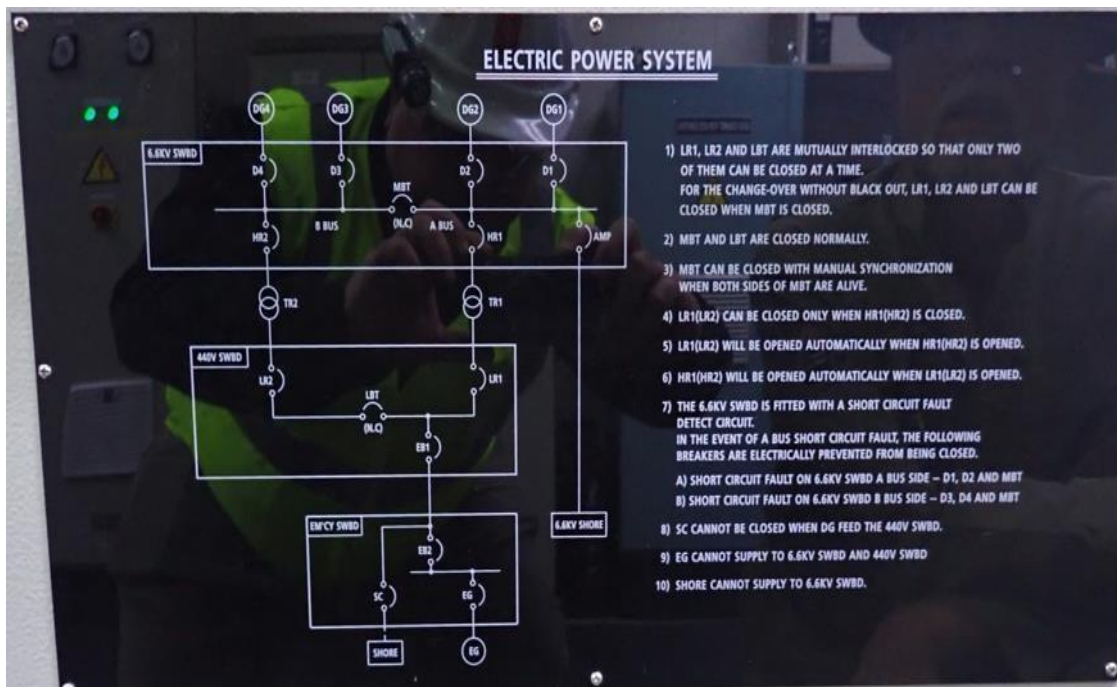 ELECTRIC POWER SYSTEM
DG4
DG3
DG2
DG1
6.6KV SWBD
D4
D3
D2
D1
MBT
(N.C)
B BUS
A BUS
HR2
HR1
AMP
TR2
TR1
440V SWBD
LR2
LR1
LBT
(N.C)
EB1
EM'CY SWBD
EB2
SC
EG
SHORE
EG
6.6KV SHORE
1) LR1, LR2 AND LBT ARE MUTUALLY INTERLOCKED SO THAT ONLY TWO
OF THEM CAN BE CLOSED AT A TIME.
FOR THE CHANGE-OVER WITHOUT BLACK OUT, LR1, LR2 AND LBT CAN BE
CLOSED WHEN MBT IS CLOSED.
2) MBT AND LBT ARE CLOSED NORMALLY.
3) MBT CAN BE CLOSED WITH MANUAL SYNCHRONIZATION
WHEN BOTH SIDES OF MBT ARE ALIVE.
4) LR1(LR2) CAN BE CLOSED ONLY WHEN HR1(HR2) IS CLOSED.
5) LR1(LR2) WILL BE OPENED AUTOMATICALLY WHEN HR1(HR2) IS OPENED.
6) HR1(HR2) WILL BE OPENED AUTOMATICALLY WHEN LR1(LR2) IS OPENED.
7) THE 6.6KV SWBD IS FITTED WITH A SHORT CIRCUIT FAULT
DETECT CIRCUIT.
IN THE EVENT OF A BUS SHORT CIRCUIT FAULT, THE FOLLOWING
BREAKERS ARE ELECTRICALLY PREVENTED FROM BEING CLOSED.
A) SHORT CIRCUIT FAULT ON 6.6KV SWBD A BUS SIDE – D1, D2 AND MBT
B) SHORT CIRCUIT FAULT ON 6.6KV SWBD B BUS SIDE – D3, D4 AND MBT
8) SC CANNOT BE CLOSED WHEN DG FEED THE 440V SWBD.
9) EG CANNOT SUPPLY TO 6.6KV SWBD AND 440V SWBD
10) SHORE CANNOT SUPPLY TO 6.6KV SWBD.